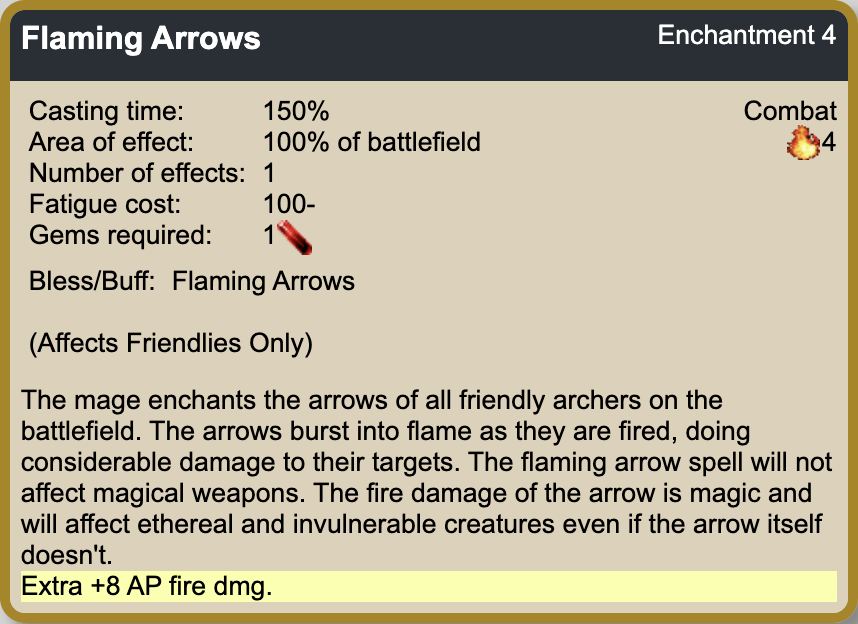 Flaming Arrows Enchantment 4
Casting time: 150% Combat
Area of effect: 100% of battlefield 4
Number of effects: 1
Fatigue cost: 100-
Gems required: 1
Bless/Buff: Flaming Arrows
(Affects Friendlies Only)
The mage enchants the arrows of all friendly archers on the
battlefield. The arrows burst into flame as they are fired, doing
considerable damage to their targets. The flaming arrow spell will not
affect magical weapons. The fire damage of the arrow is magic and
will affect ethereal and invulnerable creatures even if the arrow itself
doesn't.
Extra +8 AP fire dmg.